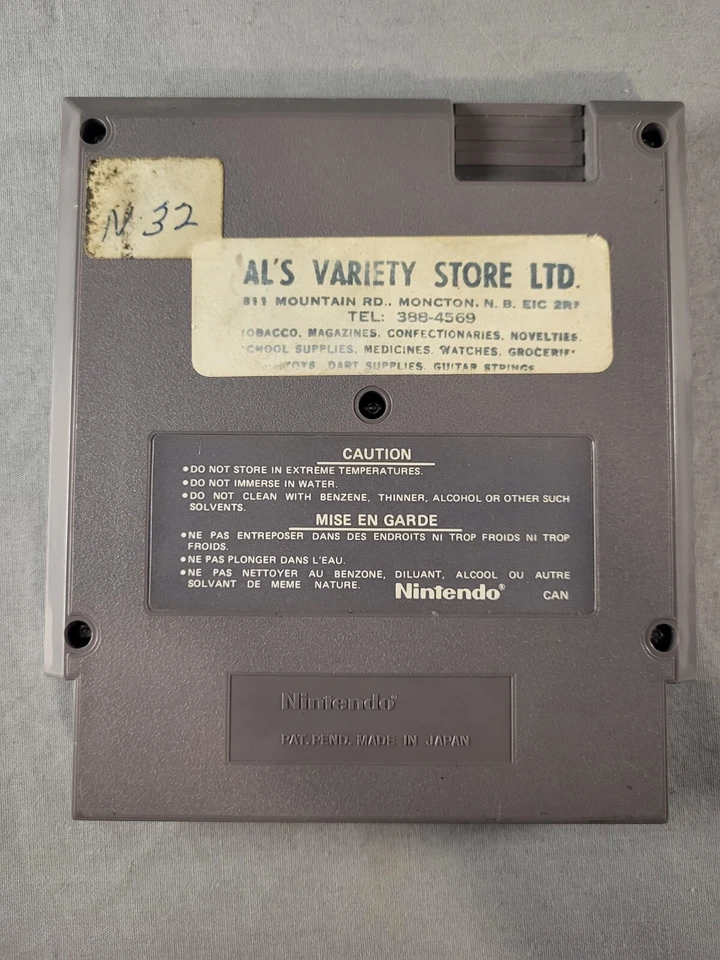 N-32
AL'S VARIETY STORE LTD.
811 MOUNTAIN RD., MONCTON, N. B. EIC
TEL: 388-4569
TOBACCO, MAGAZINES, CONFECTIONARIES, NOVELTIES,
SCHOOL SUPPLIES, MEDICINES, WATCHES, GROCERIES
TOYS, DART SUPPLIES, GUITAR STRINGS
CAUTION
●DO NOT STORE IN EXTREME TEMPERATURES.
●DO NOT IMMERSE IN WATER.
●DO NOT CLEAN WITH BENZENE, THINNER, ALCOHOL OR OTHER SUCH
SOLVENTS.
MISE EN GARDE
●NE PAS ENTREPOSER DANS DES ENDROITS NI TROP FROIDS NI TROP
FROIDS.
●NE PAS PLONGER DANS L'EAU.
●NE PAS NETTOYER AU BENZONE, DILUANT, ALCOOL OU AUTRE
SOLVANT DE MEME NATURE.
Nintendo® CAN
Nintendo®
PAT. PEND. MADE IN JAPAN